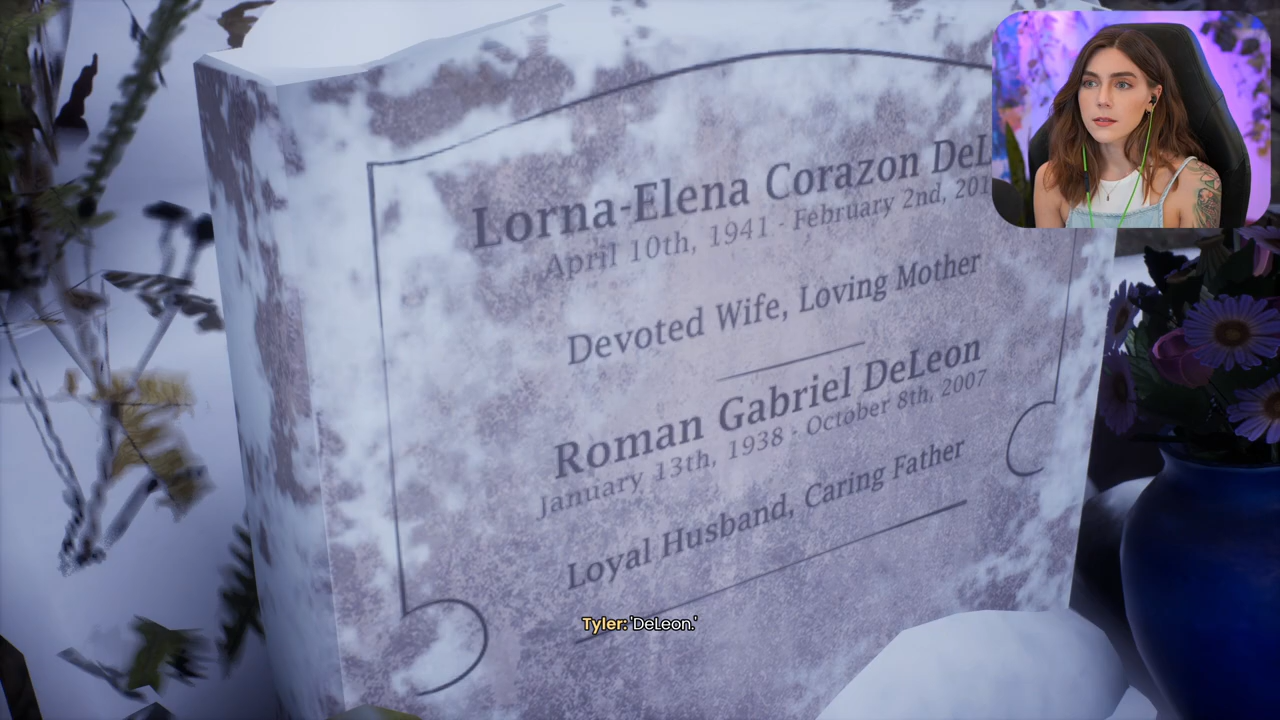 Lorna-Elena Corazon DeL
April 10th, 1941 - February 2nd, 201
Devoted Wife, Loving Mother
Roman Gabriel DeLeon
January 13th, 1938 - October 8th, 2007
Loyal Husband, Caring Father
Tyler: 'DeLeon.'